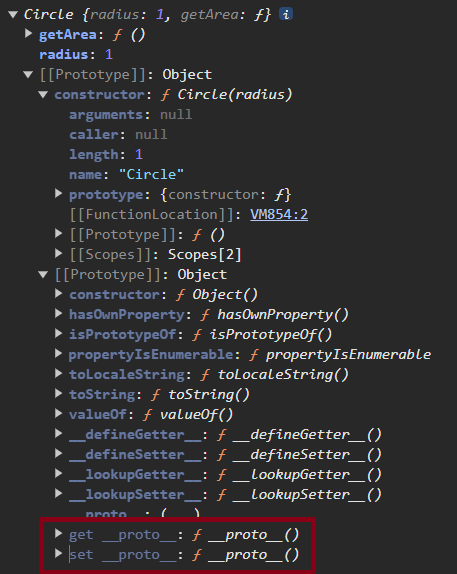 Circle {radius: 1, getArea: ƒ} i
getArea: ƒ ()
radius: 1
[[Prototype]]: Object
constructor: ƒ Circle(radius)
arguments: null
caller: null
length: 1
name: "Circle"
prototype: {constructor: ƒ}
[[FunctionLocation]]: VM854:2
[[Prototype]]: ƒ ()
[[Scopes]]: Scopes[2]
[[Prototype]]: Object
constructor: ƒ Object()
hasOwnProperty: ƒ hasOwnProperty()
isPrototypeOf: ƒ isPrototypeOf()
propertyIsEnumerable: ƒ propertyIsEnumerable
toLocaleString: ƒ toLocaleString()
toString: ƒ toString()
valueOf: ƒ valueOf()
__defineGetter__: ƒ __defineGetter__()
__defineSetter__: ƒ __defineSetter__()
__lookupGetter__: ƒ __lookupGetter__()
__lookupSetter__: ƒ __lookupSetter__()
__proto__: (...)
get __proto__: ƒ __proto__()
set __proto__: ƒ __proto__()